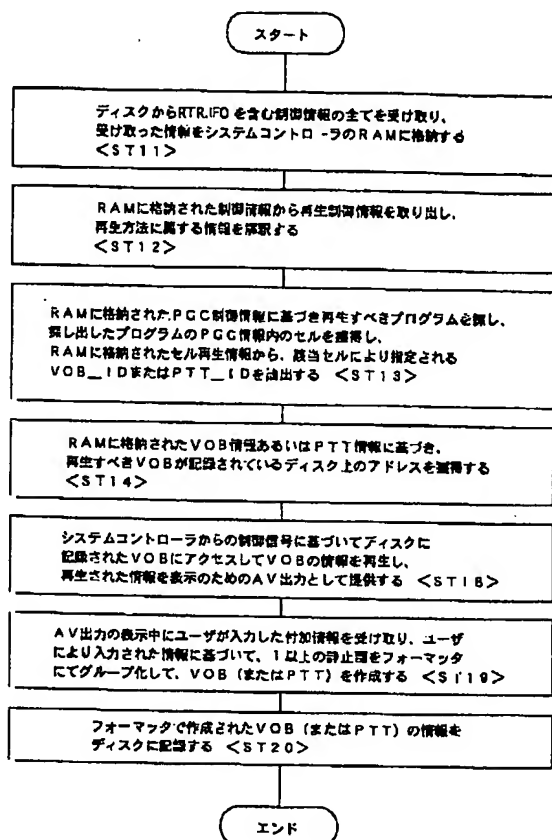 スタート
ディスクからRTR.IFOを含む制御情報の全てを受け取り、
受け取った情報をシステムコントローラのRAMに格納する
<ST11>
RAMに格納された制御情報から再生制御情報を取り出し、
再生方法に属する情報を解釈する
<ST12>
RAMに格納されたPGC制御情報に基づき再生すべきプログラムを探し、
探し出したプログラムのPGC情報内のセルを獲得し、
RAMに格納されたセル再生情報から、該当セルにより指定される
VOB_IDまたはPTT_IDを検出する <ST13>
RAMに格納されたVOB情報あるいはPTT情報に基づき、
再生すべきVOBが記録されているディスク上のアドレスを獲得する
<ST14>
システムコントローラからの制御信号に基づいてディスクに
記録されたVOBにアクセスしてVOBの情報を再生し、
再生された情報を表示のためのAV出力として提供する <ST18>
AV出力の表示中にユーザが入力した付加情報を受け取り、ユーザ
により入力された情報に基づいて、1以上の静止画をフォーマッタ
にてグループ化して、VOB(またはPTT)を作成する <ST19>
フォーマッタで作成されたVOB(またはPTT)の情報を
ディスクに記録する <ST20>
エンド